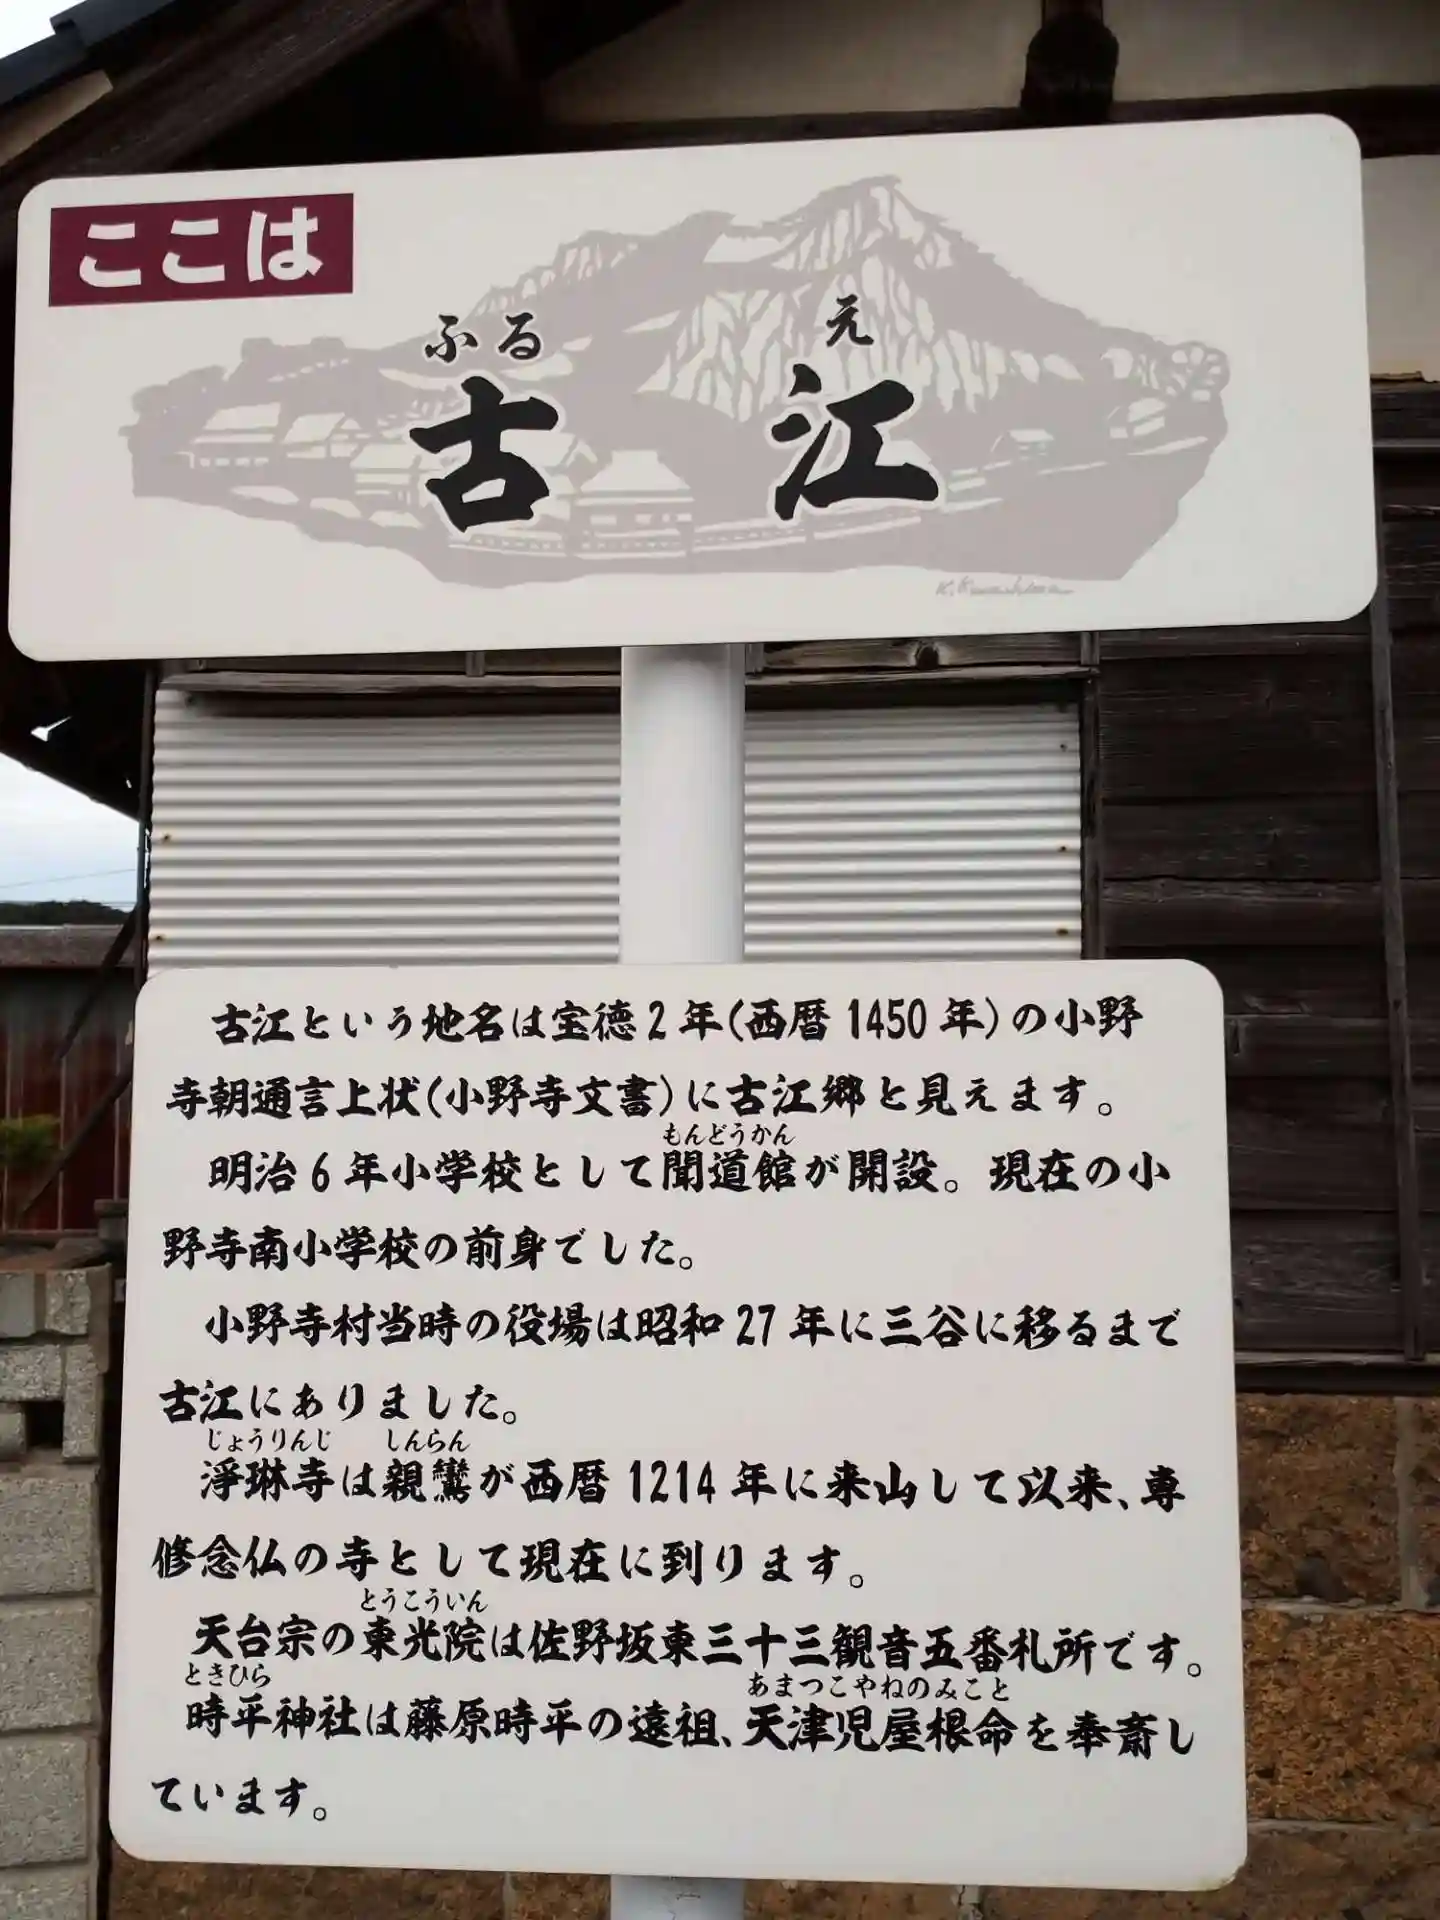 ここは
ふる え
古 江
古江という地名は宝徳2年(西暦1450年)の小野
寺朝通言上状(小野寺文書)に古江郷と見えます。
もんどうかん
明治6年小学校として聞道館が開設。現在の小
野寺南小学校の前身でした。
小野寺村当時の役場は昭和27年に三谷に移るまで
古江にありました。
じょうりんじ しんらん
淨琳寺は親鸞が西暦1214年に来山して以来、専
修念仏の寺として現在に到ります。
とうこういん
天台宗の東光院は佐野坂東三十三観音五番札所です。
ときひら あまつこやねのみこと
時平神社は藤原時平の遠祖、天津児屋根命を奉斎し
ています。